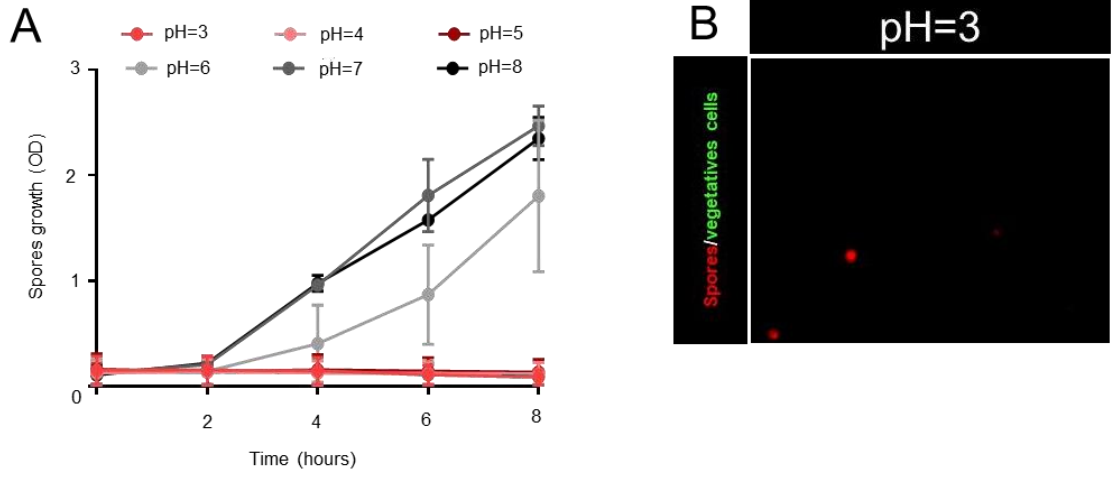 A
pH=3 pH=4 pH=5
pH=6 pH=7 pH=8
Spores growth (OD)
3
2
1
0
2 4 6 8
Time (hours)
B
pH=3
Spores/vegetatives cells